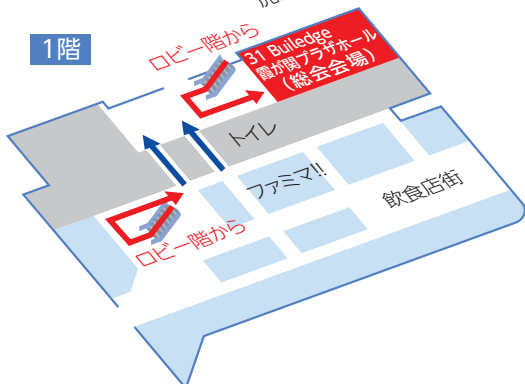 1階
ロビー階から
31 Builedge
霞が関プラザホール
(総会会場)
トイレ
ファミマ!!
飲食店街
ロビー階から